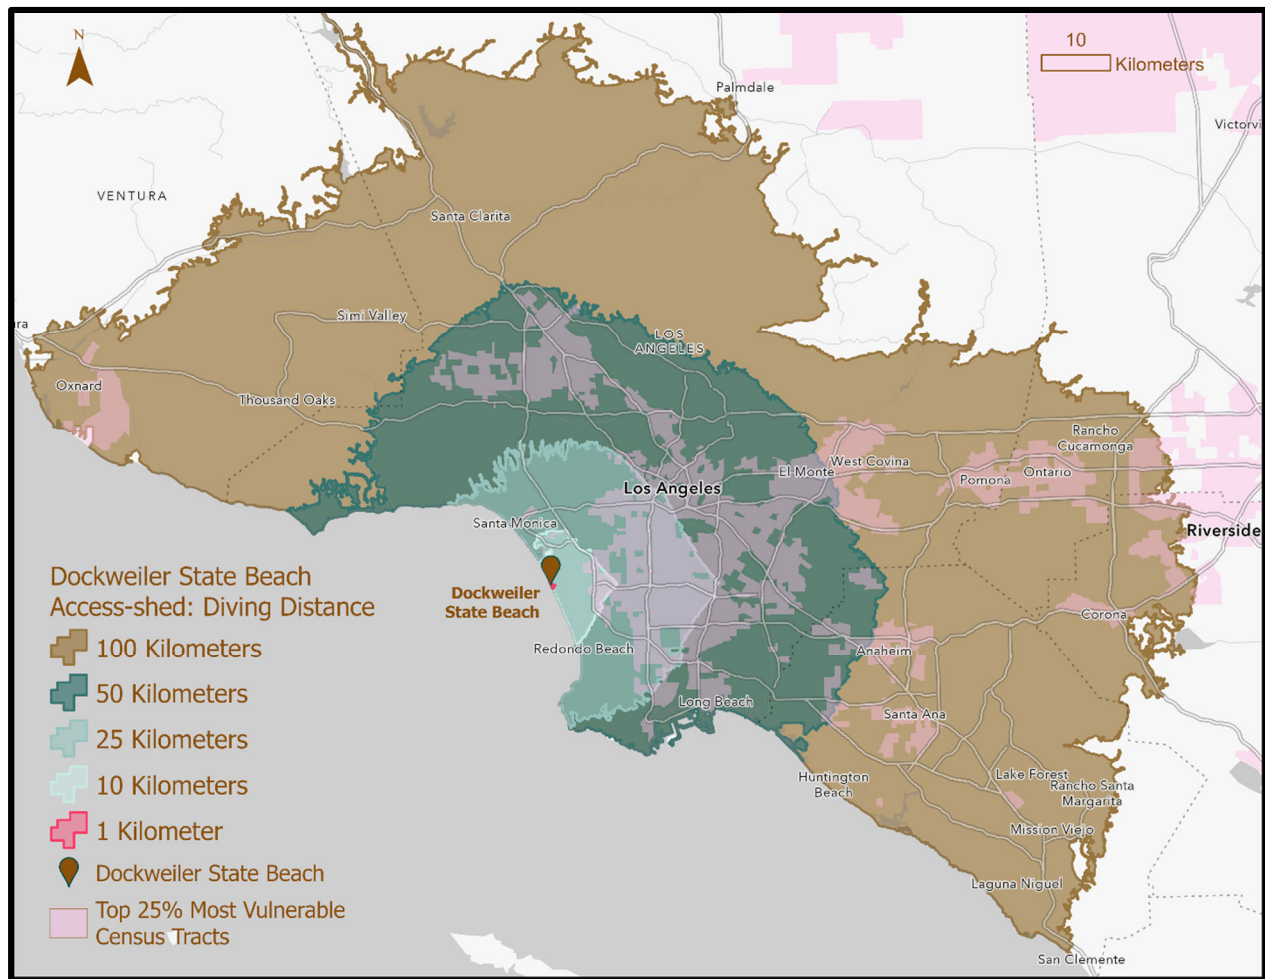 N
10
Kilometers
Palmdale
Victorvi
VENTURA
Santa Clarita
ura
Simi Valley
LOS
ANGELES
Oxnard
Thousand Oaks
Rancho
Cucamonga
West Covina
El Monte
Ontario
Pomona
Los Angeles
Santa Monica
Riverside
Dockweiler
State Beach
Corona
Redondo Beach
Anaheim
Long Beach
Santa Ana
Huntington
Beach
Lake Forest
Rancho Santa
Margarita
Mission Viejo
Laguna Niguel
San Clemente
Dockweiler State Beach
Access-shed: Diving Distance
100 Kilometers
50 Kilometers
25 Kilometers
10 Kilometers
1 Kilometer
Dockweiler State Beach
Top 25% Most Vulnerable
Census Tracts